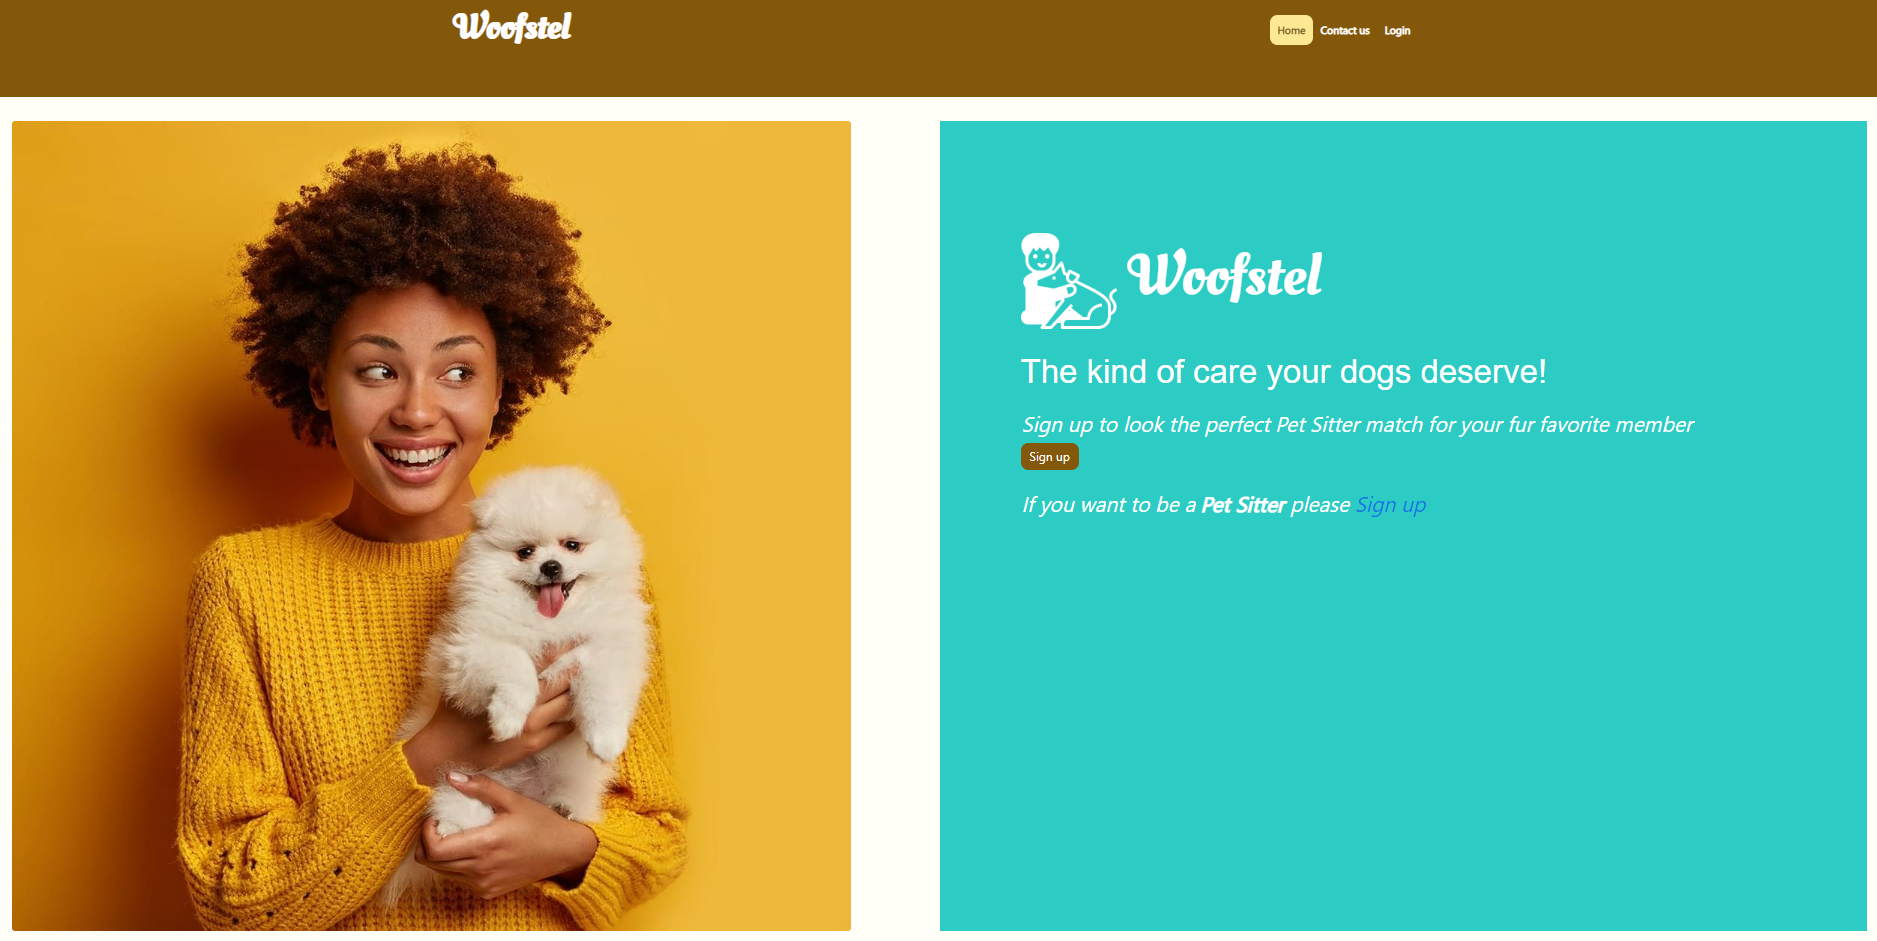 Woofstel
Home Contact us Login
Woofstel
The kind of care your dogs deserve!
Sign up to look the perfect Pet Sitter match for your fur favorite member
Sign up
If you want to be a Pet Sitter please Sign up